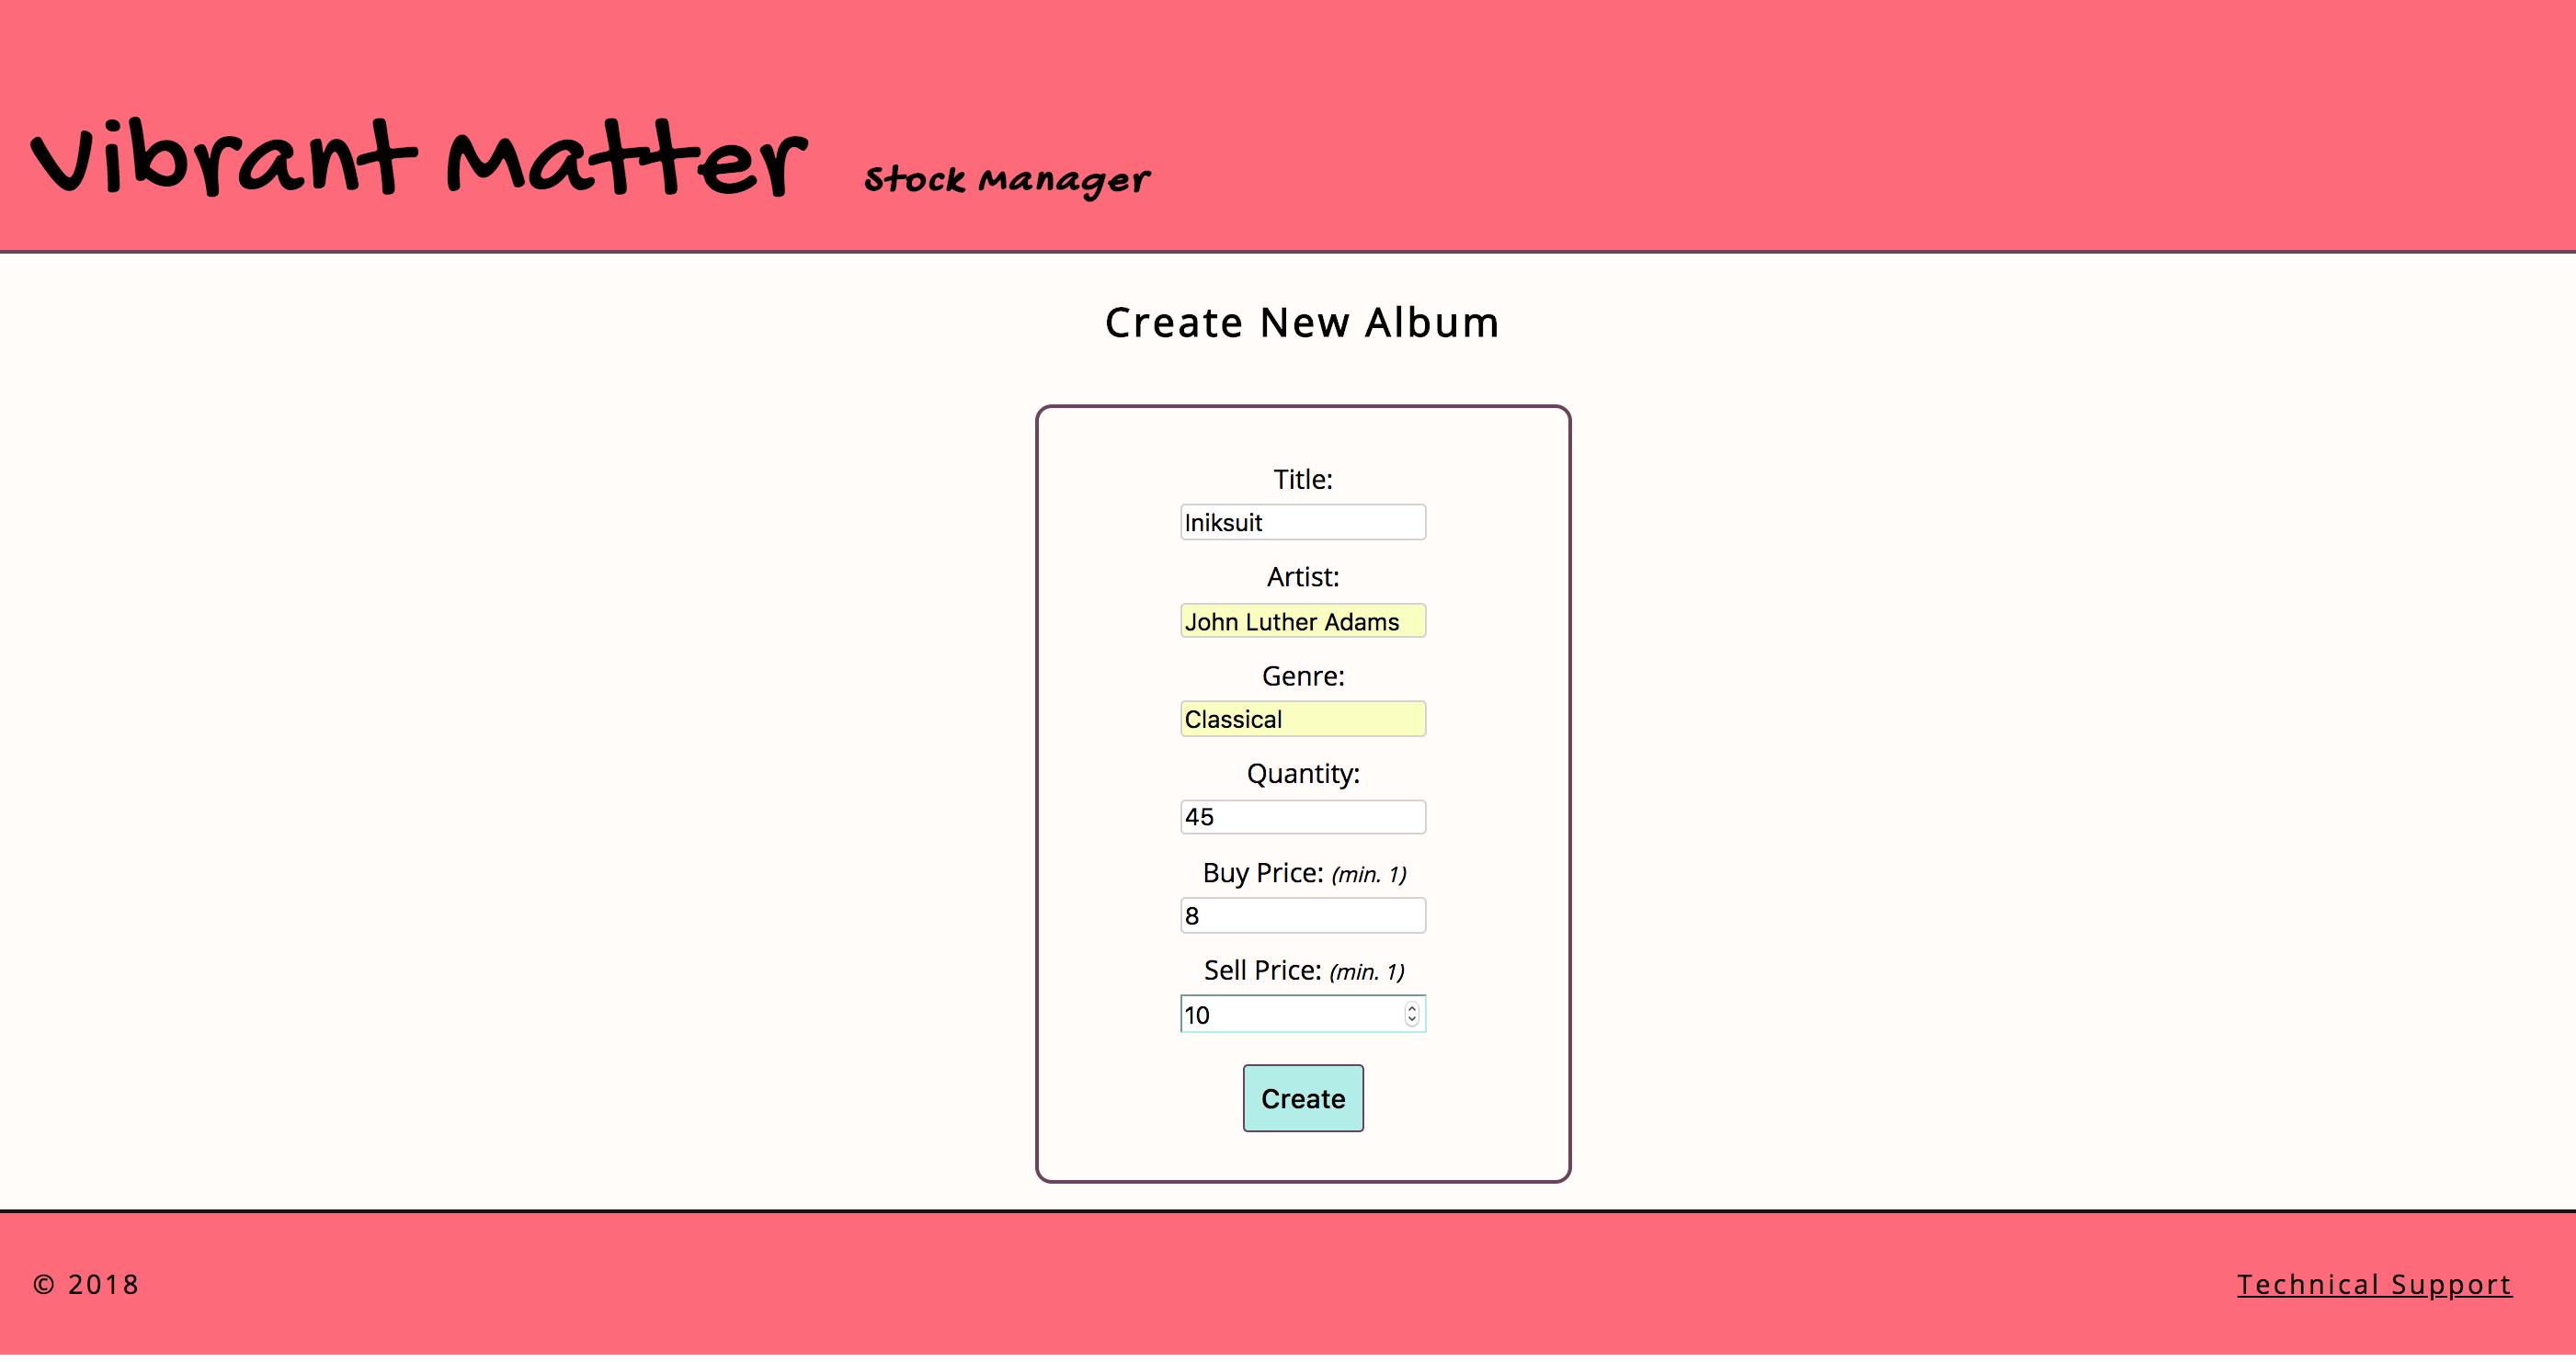 Vibrant Matter Stock Manager
Create New Album
Title:
Iniksuit
Artist:
John Luther Adams
Genre:
Classical
Quantity:
45
Buy Price: (min. 1)
8
Sell Price: (min. 1)
10
Create
© 2018 Technical Support